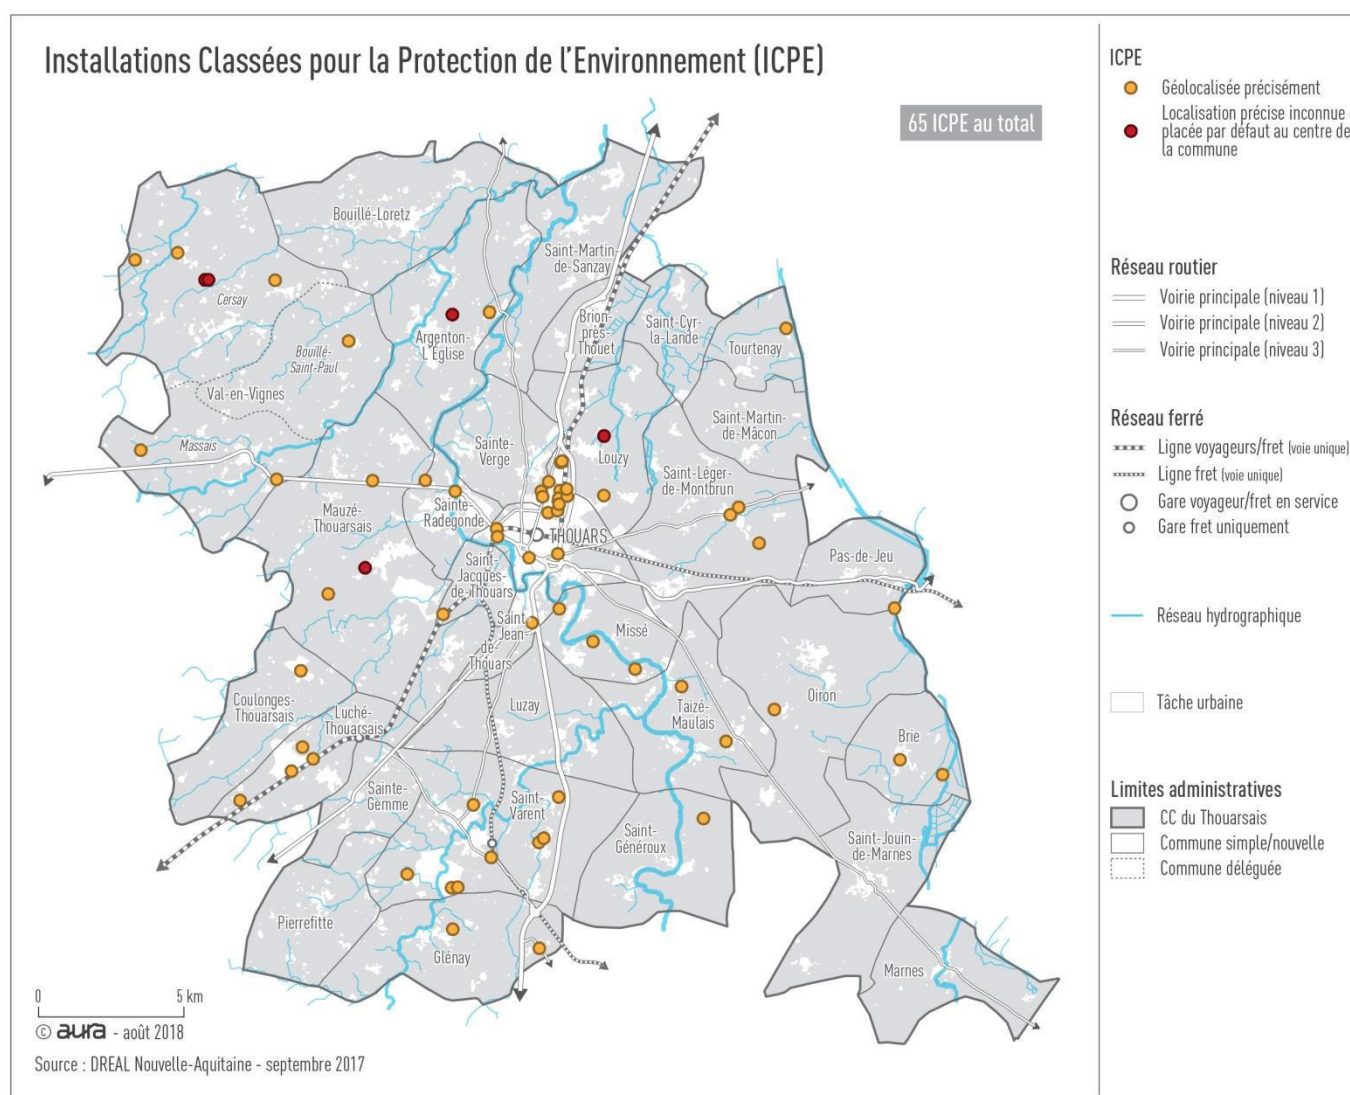 Installations Classées pour la Protection de l'Environnement (ICPE)
65 ICPE au total
Bouillé-Loretz
Saint-Martin-
de-Sanzay
Cersay
Argenton-
L'Église
Brion-
près-
Thouet
Saint-Cyr-
la-Lande
Tourtenay
Bouillé-
Saint-Paul
Val-en-Vignes
Saint-Martin-
de-Mâcon
Massais
Sainte-
Verge
Louzy
Saint-Léger-
de-Montbrun
Mauzé-
Thouarsais
Sainte-
Radegonde
THOUARS
Pas-de-Jeu
Saint-
Jacques-
de-Thouars
Saint-
Jean-
de-
Thouars
Missé
Oiron
Coulonges-
Thouarsais
Luché-
Thouarsais
Luzay
Taizé-
Maulais
Brie
Sainte-
Gemme
Saint-
Varent
Saint-
Généroux
Saint-Jouin-
de-Marnes
Pierrefitte
Glénay
Marnes
0 5 km
© aura - août 2018
Source : DREAL Nouvelle-Aquitaine - septembre 2017
ICPE
Géolocalisée précisément
Localisation précise inconnue
placée par défaut au centre de
la commune
Réseau routier
Voirie principale (niveau 1)
Voirie principale (niveau 2)
Voirie principale (niveau 3)
Réseau ferré
Ligne voyageurs/fret (voie unique)
Ligne fret (voie unique)
Gare voyageur/fret en service
Gare fret uniquement
Réseau hydrographique
Tâche urbaine
Limites administratives
CC du Thouarsais
Commune simple/nouvelle
Commune déléguée